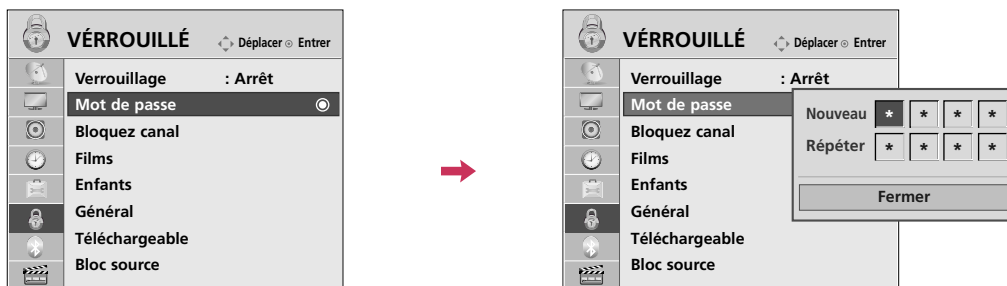 VÉRROUILLÉ Déplacer Entrer
Verrouillage : Arrêt
Mot de passe
Bloquez canal
Films
Enfants
Général
Téléchargeable
Bloc source
VÉRROUILLÉ Déplacer Entrer
Verrouillage : Arrêt
Mot de passe
Bloquez canal
Films
Enfants
Général
Téléchargeable
Bloc source
Nouveau * * * *
Répéter * * * *
Fermer